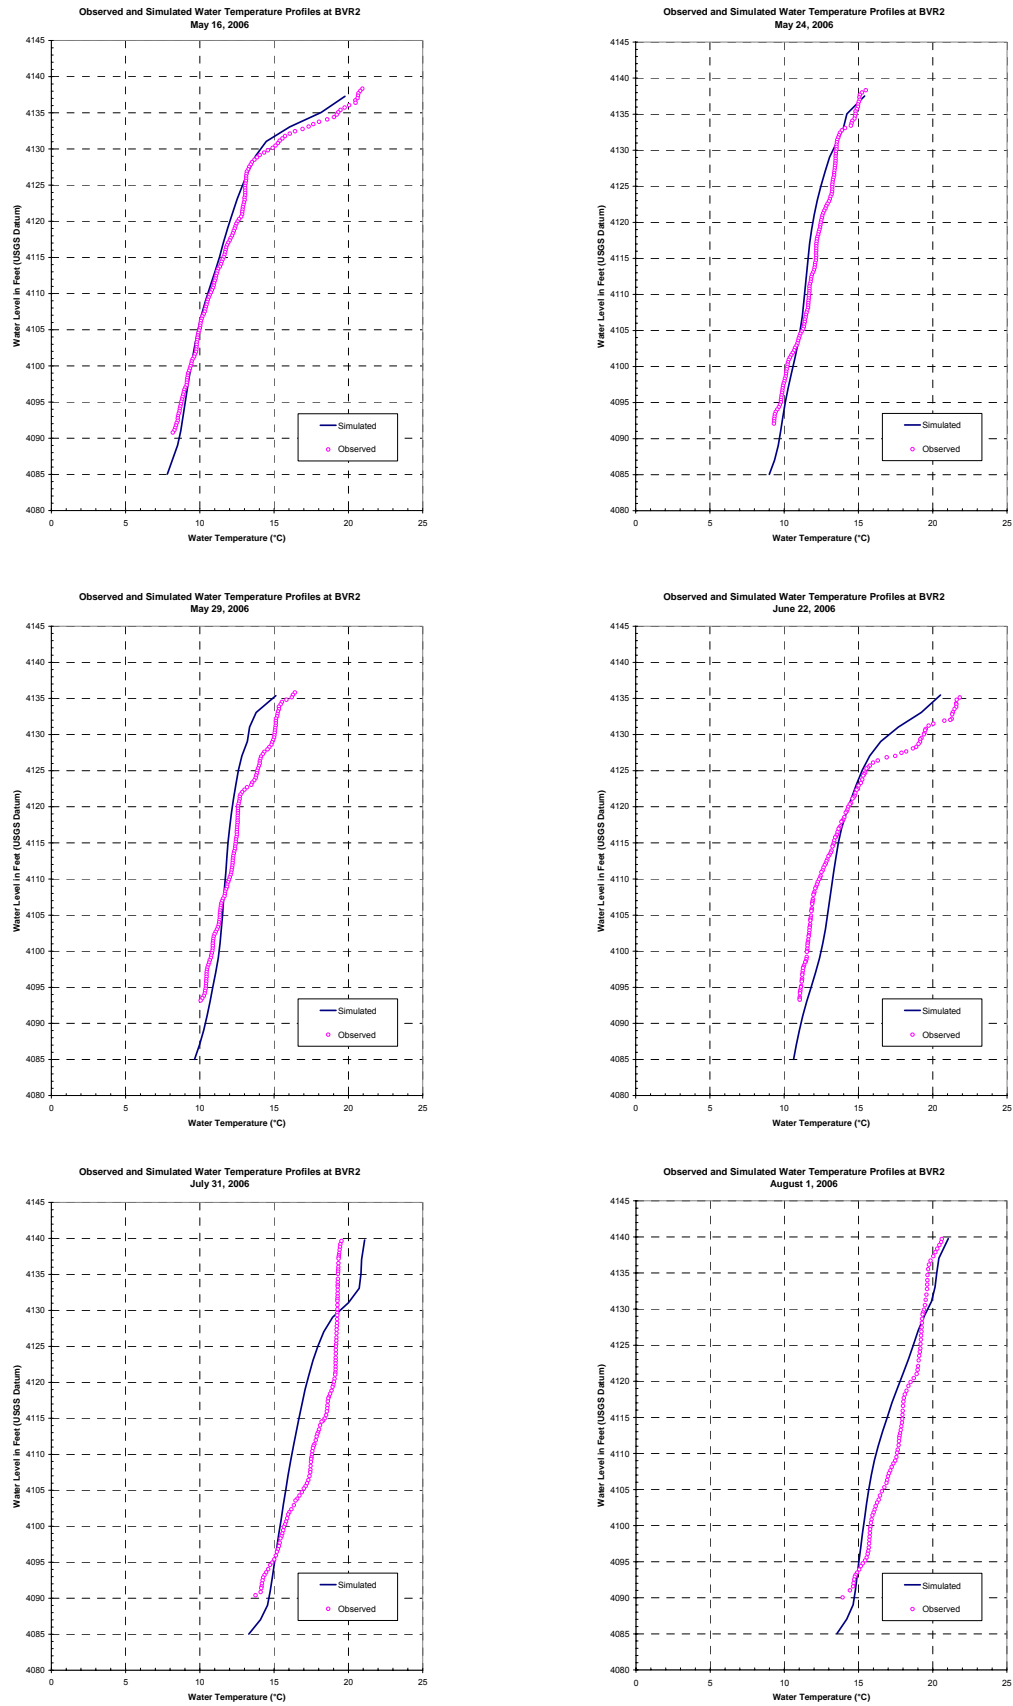 Observed and Simulated Water Temperature Profiles at BVR2
May 16, 2006
4145
4140
4135
4130
4125
4120
4115
4110
4105
4100
4095
4090
4085
4080
Water Level in Feet (USGS Datum)
Simulated
Observed
0 5 10 15 20 25
Water Temperature (°C)
Observed and Simulated Water Temperature Profiles at BVR2
May 24, 2006
4145
4140
4135
4130
4125
4120
4115
4110
4105
4100
4095
4090
4085
4080
Water Level in Feet (USGS Datum)
Simulated
Observed
0 5 10 15 20 25
Water Temperature (°C)
Observed and Simulated Water Temperature Profiles at BVR2
May 29, 2006
4145
4140
4135
4130
4125
4120
4115
4110
4105
4100
4095
4090
4085
4080
Water Level in Feet (USGS Datum)
Simulated
Observed
0 5 10 15 20 25
Water Temperature (°C)
Observed and Simulated Water Temperature Profiles at BVR2
June 22, 2006
4145
4140
4135
4130
4125
4120
4115
4110
4105
4100
4095
4090
4085
4080
Water Level in Feet (USGS Datum)
Simulated
Observed
0 5 10 15 20 25
Water Temperature (°C)
Observed and Simulated Water Temperature Profiles at BVR2
July 31, 2006
4145
4140
4135
4130
4125
4120
4115
4110
4105
4100
4095
4090
4085
4080
Water Level in Feet (USGS Datum)
Simulated
Observed
0 5 10 15 20 25
Water Temperature (°C)
Observed and Simulated Water Temperature Profiles at BVR2
August 1, 2006
4145
4140
4135
4130
4125
4120
4115
4110
4105
4100
4095
4090
4085
4080
Water Level in Feet (USGS Datum)
Simulated
Observed
0 5 10 15 20 25
Water Temperature (°C)